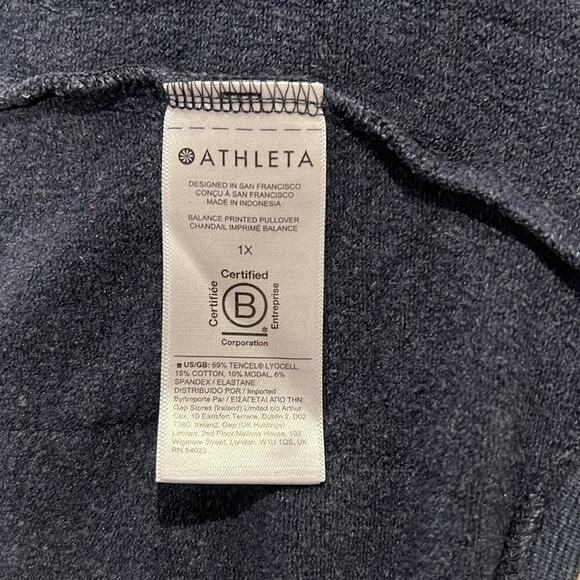 ATHLETA
DESIGNED IN SAN FRANCISCO
CONÇU À SAN FRANCISCO
MADE IN INDONESIA
BALANCE PRINTED PULLOVER
CHANDAIL IMPRIMÉ BALANCE
1X
Certified
Certifiée
B
®
Entreprise
Corporation
US/GB: 69% TENCEL® LYOCELL,
15% COTTON, 10% MODAL, 6%
SPANDEX / ELASTANE
DISTRIBUIDO POR / Imported
By/Importe Par / ΕΙΣΑΓΕΤΑΙ ΑΠΟ ΤΗΝ:
Gap Stores (Ireland) Limited c/o Arthur
Cox, 10 Earlsfort Terrace, Dublin 2, D02
T380, Ireland, Gap (UK Holdings)
Limited, 2nd Floor Nations House, 103
Wigmore Street, London, W1U 1QS, UK
RN 54023